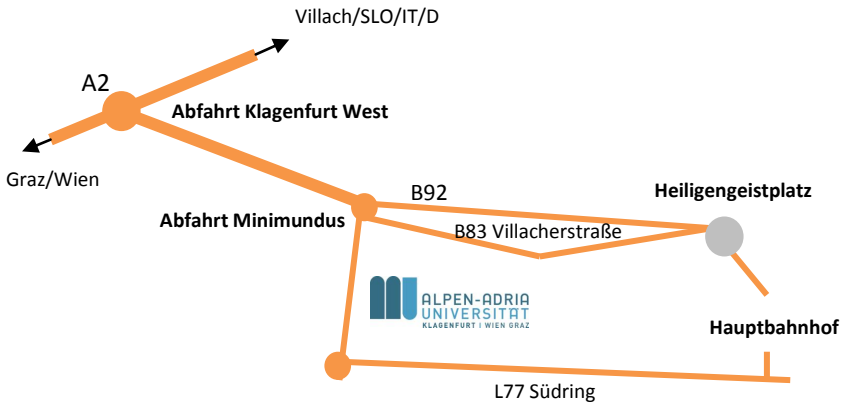 Villach/SLO/IT/D
A2
Abfahrt Klagenfurt West
Graz/Wien
B92
Heiligengeistplatz
Abfahrt Minimundus
B83 Villacherstraße
ALPEN-ADRIA
UNIVERSITÄT
KLAGENFURT I WIEN GRAZ
Hauptbahnhof
L77 Südring